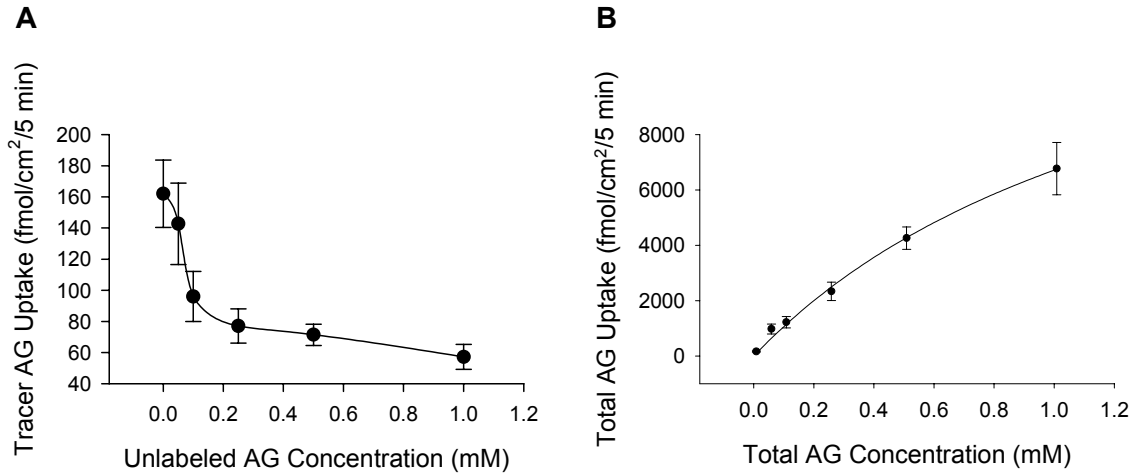 A
Tracer AG Uptake (fmol/cm²/5 min)
200
180
160
140
120
100
80
60
40
0.0 0.2 0.4 0.6 0.8 1.0 1.2
Unlabeled AG Concentration (mM)
B
Total AG Uptake (fmol/cm²/5 min)
8000
6000
4000
2000
0
0.0 0.2 0.4 0.6 0.8 1.0 1.2
Total AG Concentration (mM)